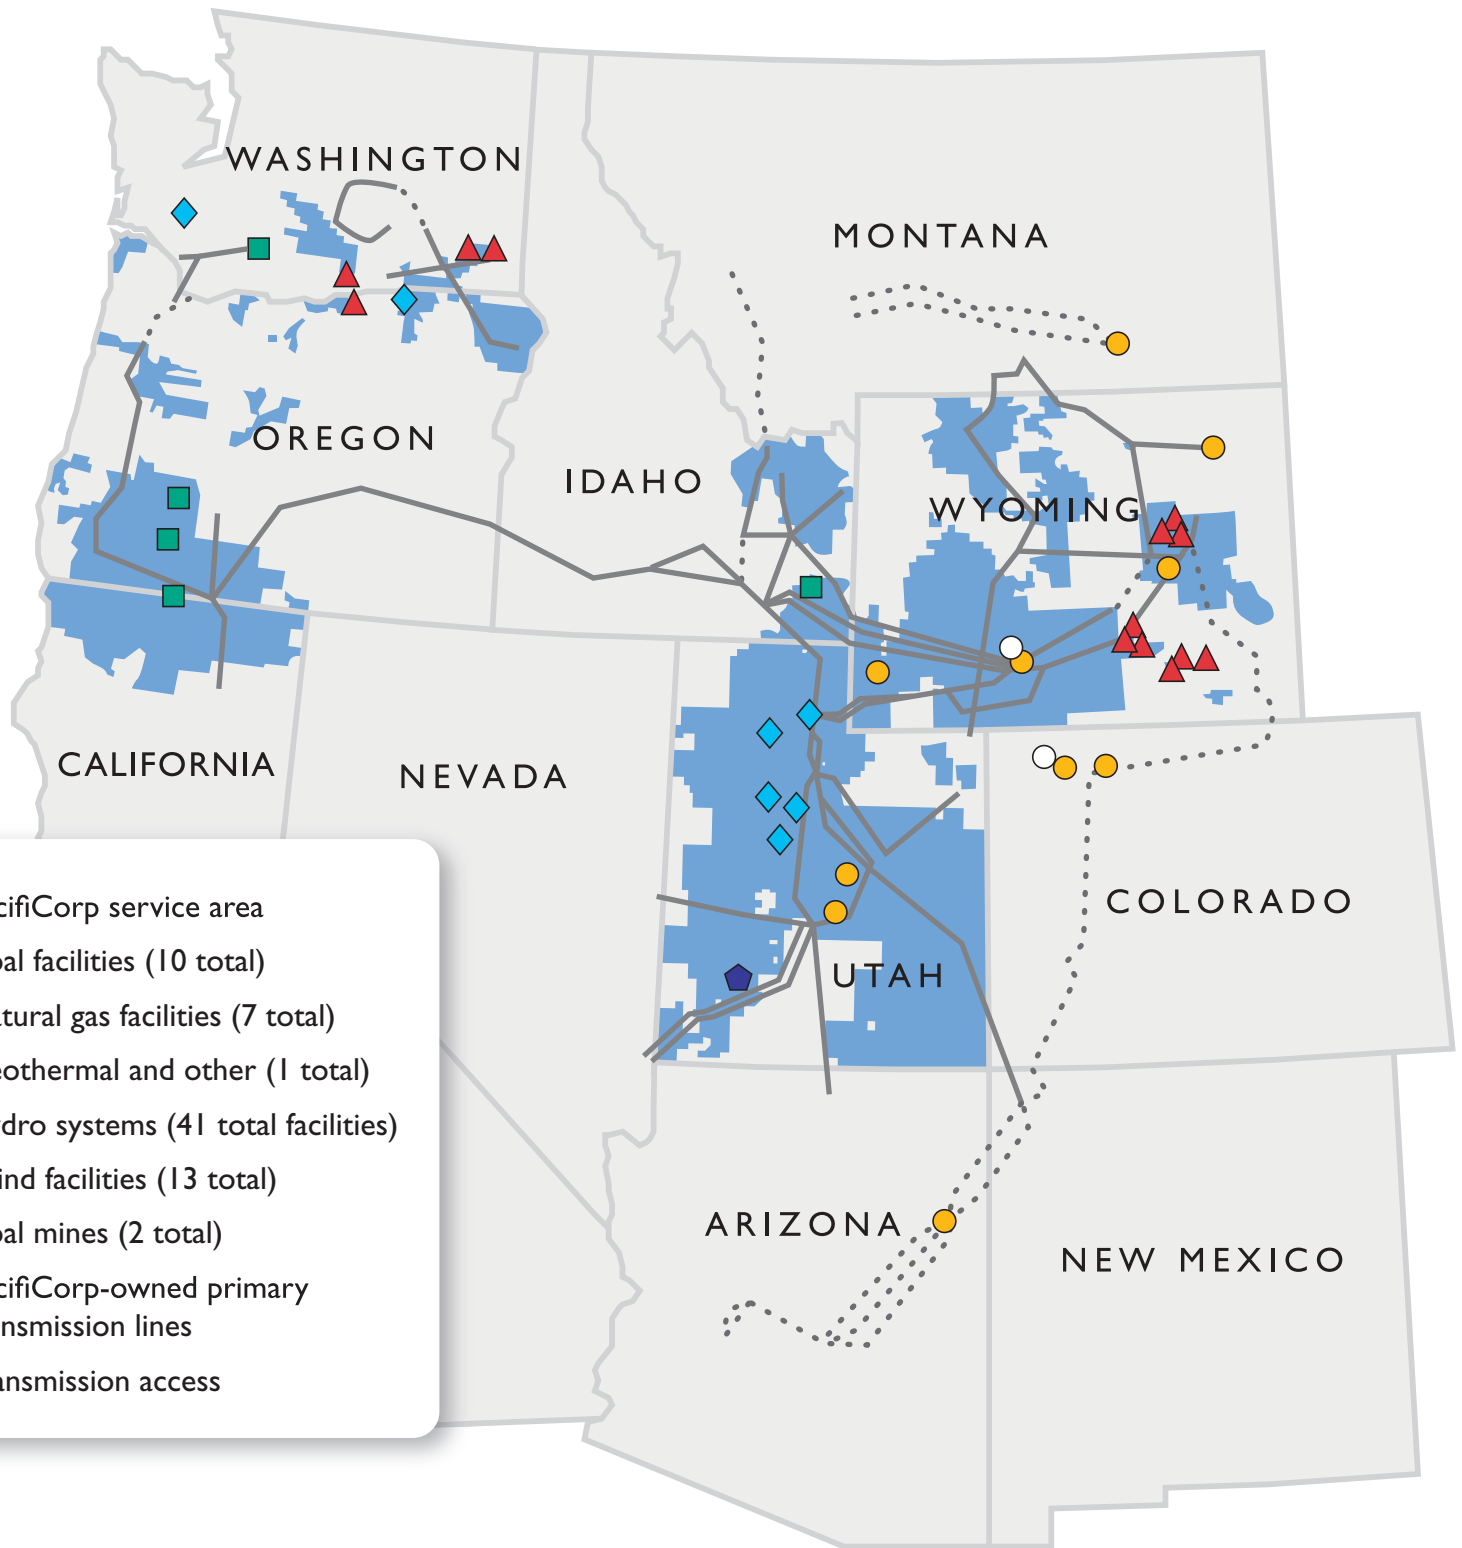 WASHINGTON
MONTANA
OREGON
IDAHO
WYOMING
CALIFORNIA
NEVADA
UTAH
COLORADO
ARIZONA
NEW MEXICO
cifiCorp service area
al facilities (10 total)
tural gas facilities (7 total)
othermal and other (1 total)
dro systems (41 total facilities)
ind facilities (13 total)
al mines (2 total)
cifiCorp-owned primary
nsmission lines
ansmission access